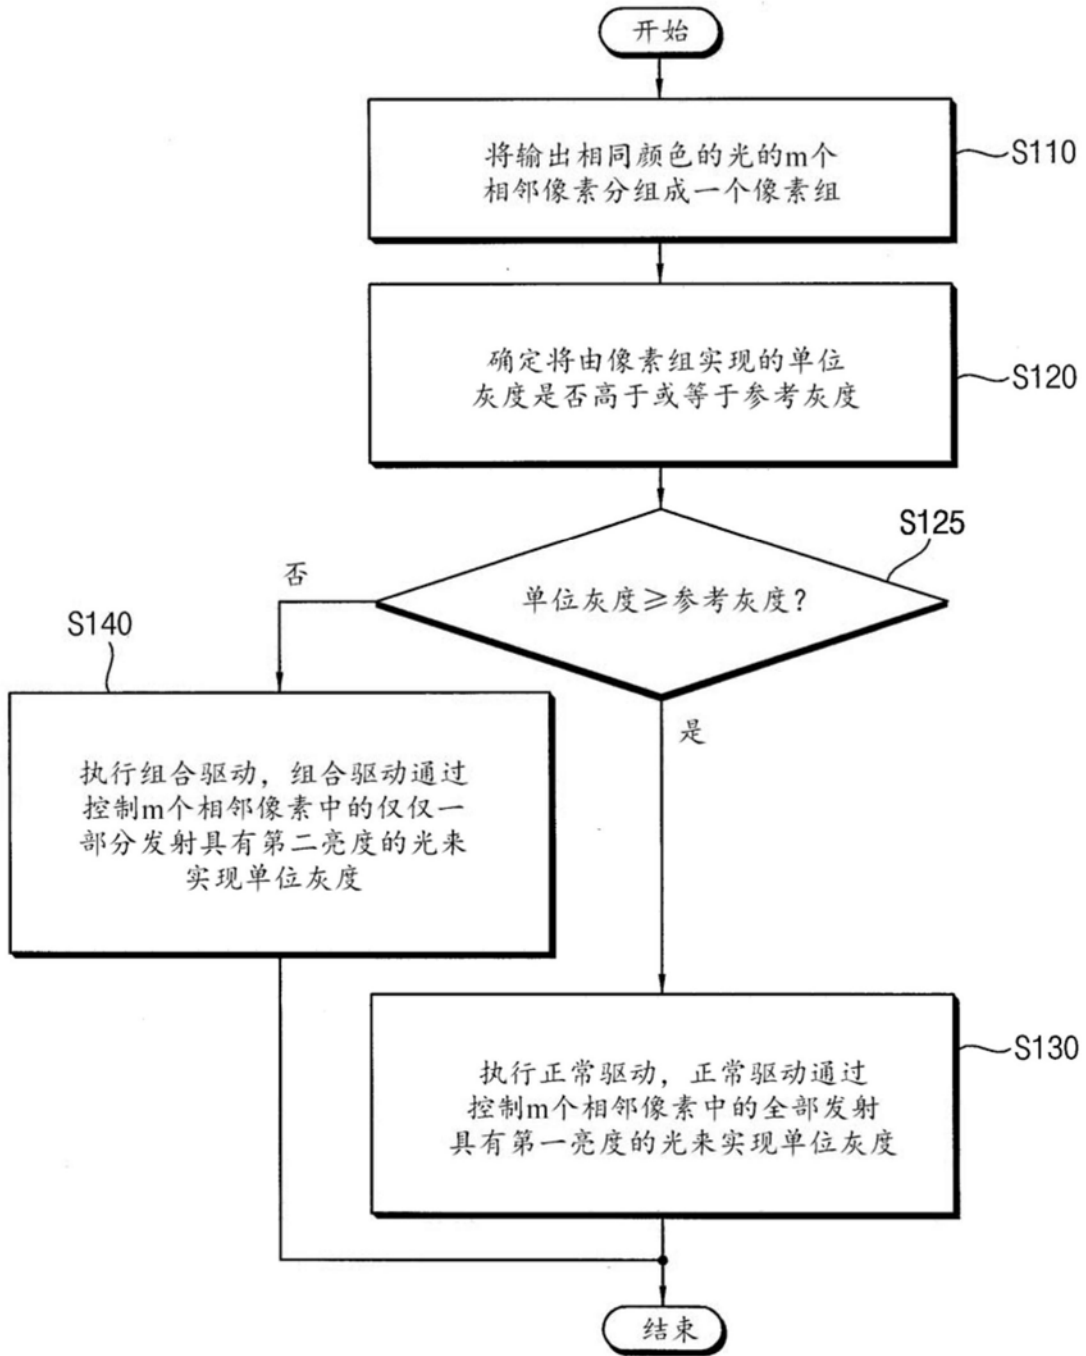 开始
将输出相同颜色的光的m个
相邻像素分组成一个像素组
S110
确定将由像素组实现的单位
灰度是否高于或等于参考灰度
S120
S125
单位灰度≥参考灰度?
否
是
S140
执行组合驱动，组合驱动通过
控制m个相邻像素中的仅仅一
部分发射具有第二亮度的光来
实现单位灰度
执行正常驱动，正常驱动通过
控制m个相邻像素中的全部发射
具有第一亮度的光来实现单位灰度
S130
结束